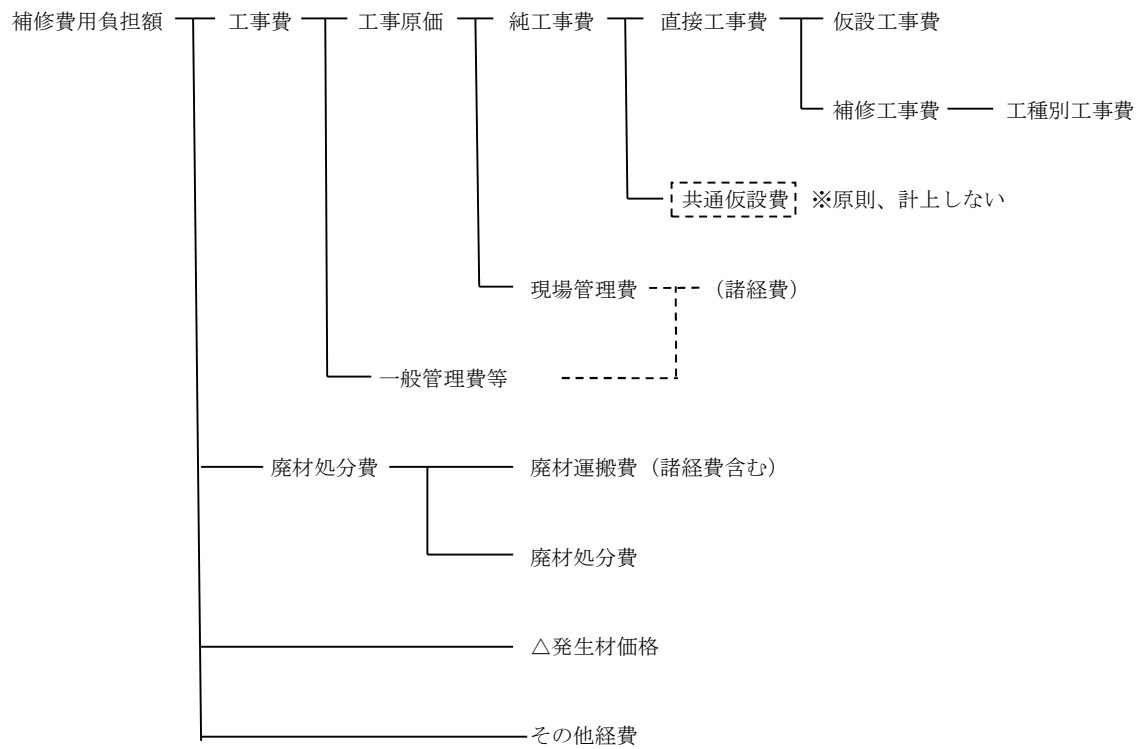 補修費用負担額 工事費 工事原価 純工事費 直接工事費 仮設工事費
補修工事費 工種別工事費
共通仮設費 ※原則、計上しない
現場管理費 (諸経費)
一般管理費等
廃材処分費 廃材運搬費(諸経費含む)
廃材処分費
△発生材価格
その他経費